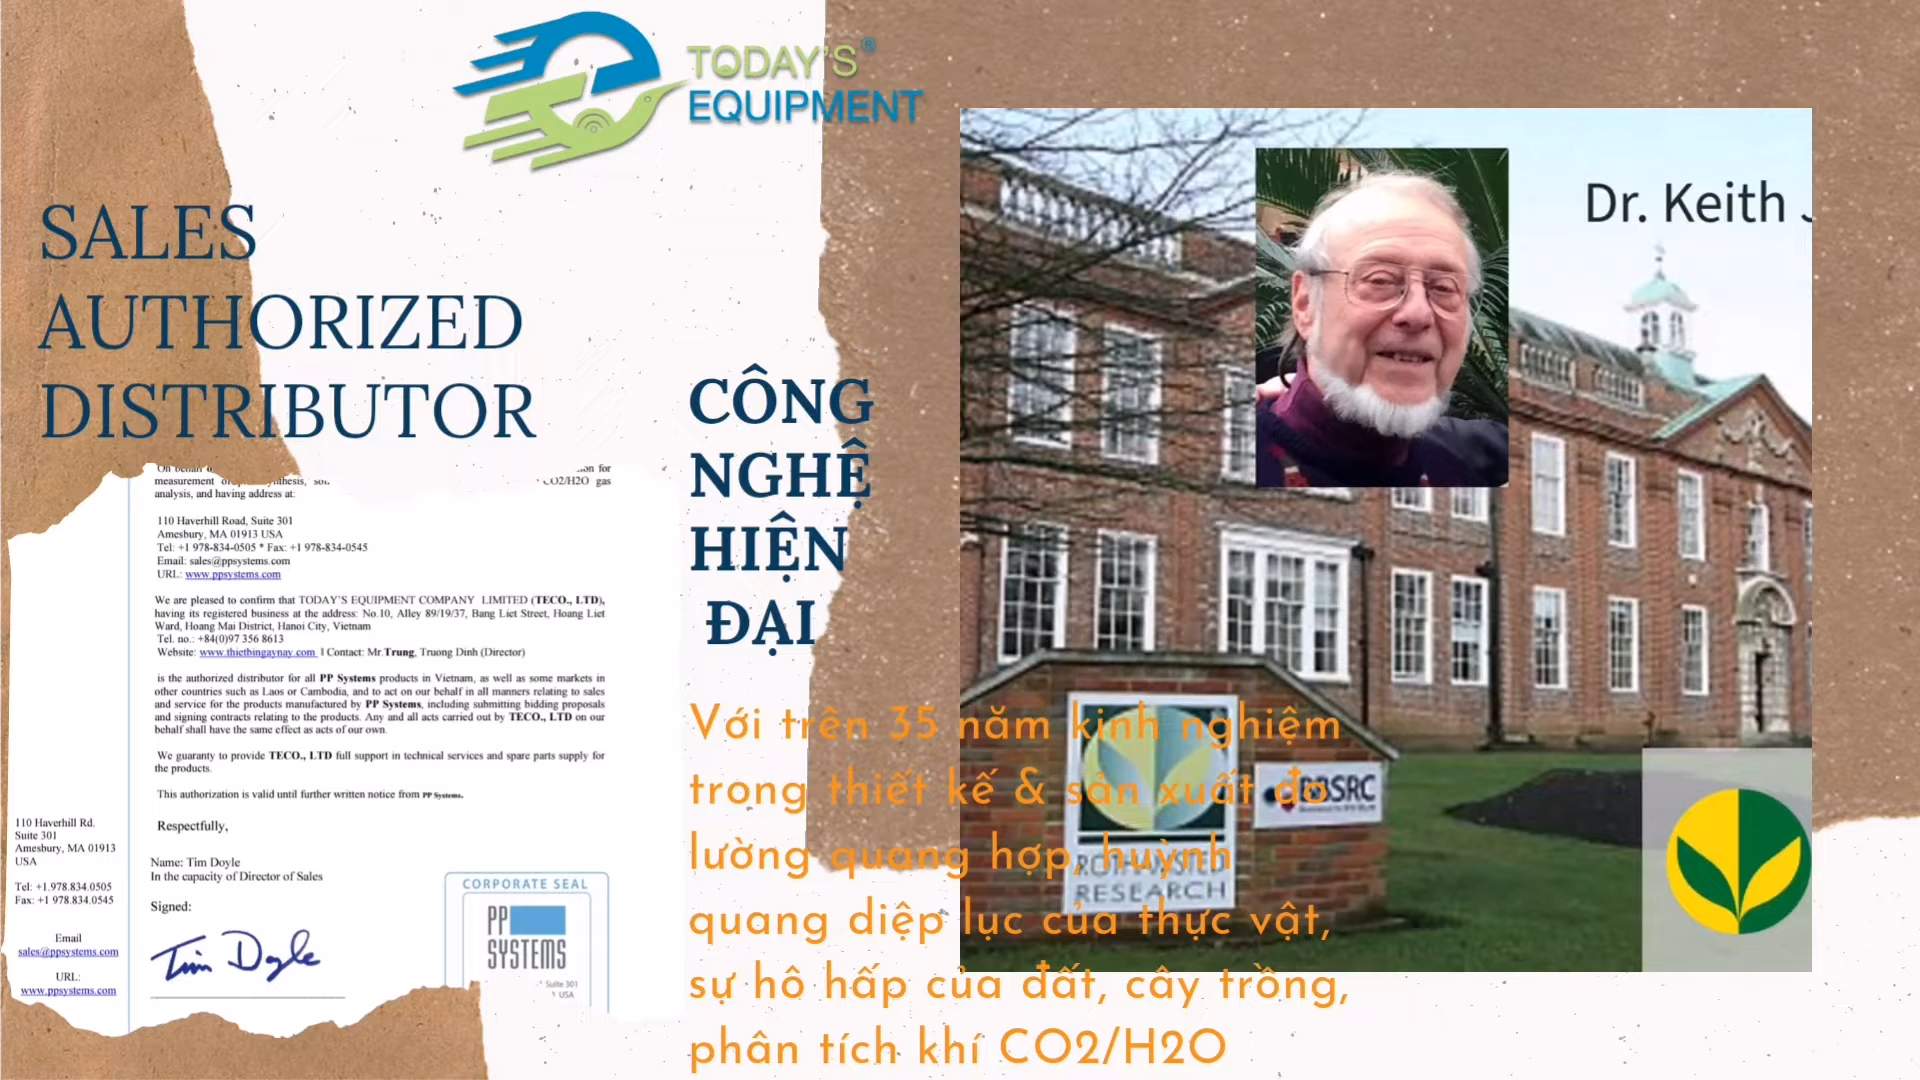 TODAY'S®
EQUIPMENT
SALES
AUTHORIZED
DISTRIBUTOR
On behalf
for
measurement
CO2/H2O gas
analysis, and having address at:
110 Haverhill Road, Suite 301
Amesbury, MA 01913 USA
Tel: +1 978-834-0505 * Fax: +1 978-834-0545
Email: sales@ppsystems.com
URL: www.ppsystems.com
We are pleased to confirm that TODAY'S EQUIPMENT COMPANY LIMITED (TECO., LTD),
having its registered business at the address: No.10, Alley 89/19/37, Bang Liet Street, Hoang Liet
Ward, Hoang Mai District, Hanoi City, Vietnam
Tel. no.: +84(0)97 356 8613
Website: www.thietbingaynay.com | Contact: Mr.Trung, Truong Dinh (Director)
is the authorized distributor for all PP Systems products in Vietnam, as well as some markets in
other countries such as Laos or Cambodia, and to act on our behalf in all manners relating to sales
and service for the products manufactured by PP Systems, including submitting bidding proposals
and signing contracts relating to the products. Any and all acts carried out by TECO., LTD on our
behalf shall have the same effect as acts of our own.
We guaranty to provide TECO., LTD full support in technical services and spare parts supply for
the products.
This authorization is valid until further written notice from PP Systems.
Respectfully,
Name: Tim Doyle
In the capacity of Director of Sales
Signed:
Tim Doyle
110 Haverhill Rd.
Suite 301
Amesbury, MA 01913
USA
Tel: +1.978.834.0505
Fax: +1 978.834.0545
Email
sales@ppsystems.com
URL:
www.ppsystems.com
CORPORATE SEAL
PP
SYSTEMS
Suite 301
USA
CÔNG
NGHỆ
HIỆN
ĐẠI
Với trên 35 năm kinh nghiệm
trong thiết kế & sản xuất đo
lường quang hợp, huỳnh
quang diệp lục của thực vật,
sự hô hấp của đất, cây trồng,
phân tích khí CO2/H2O
Dr. Keith
BBSRC
ROTHAMSTED
RESEARCH